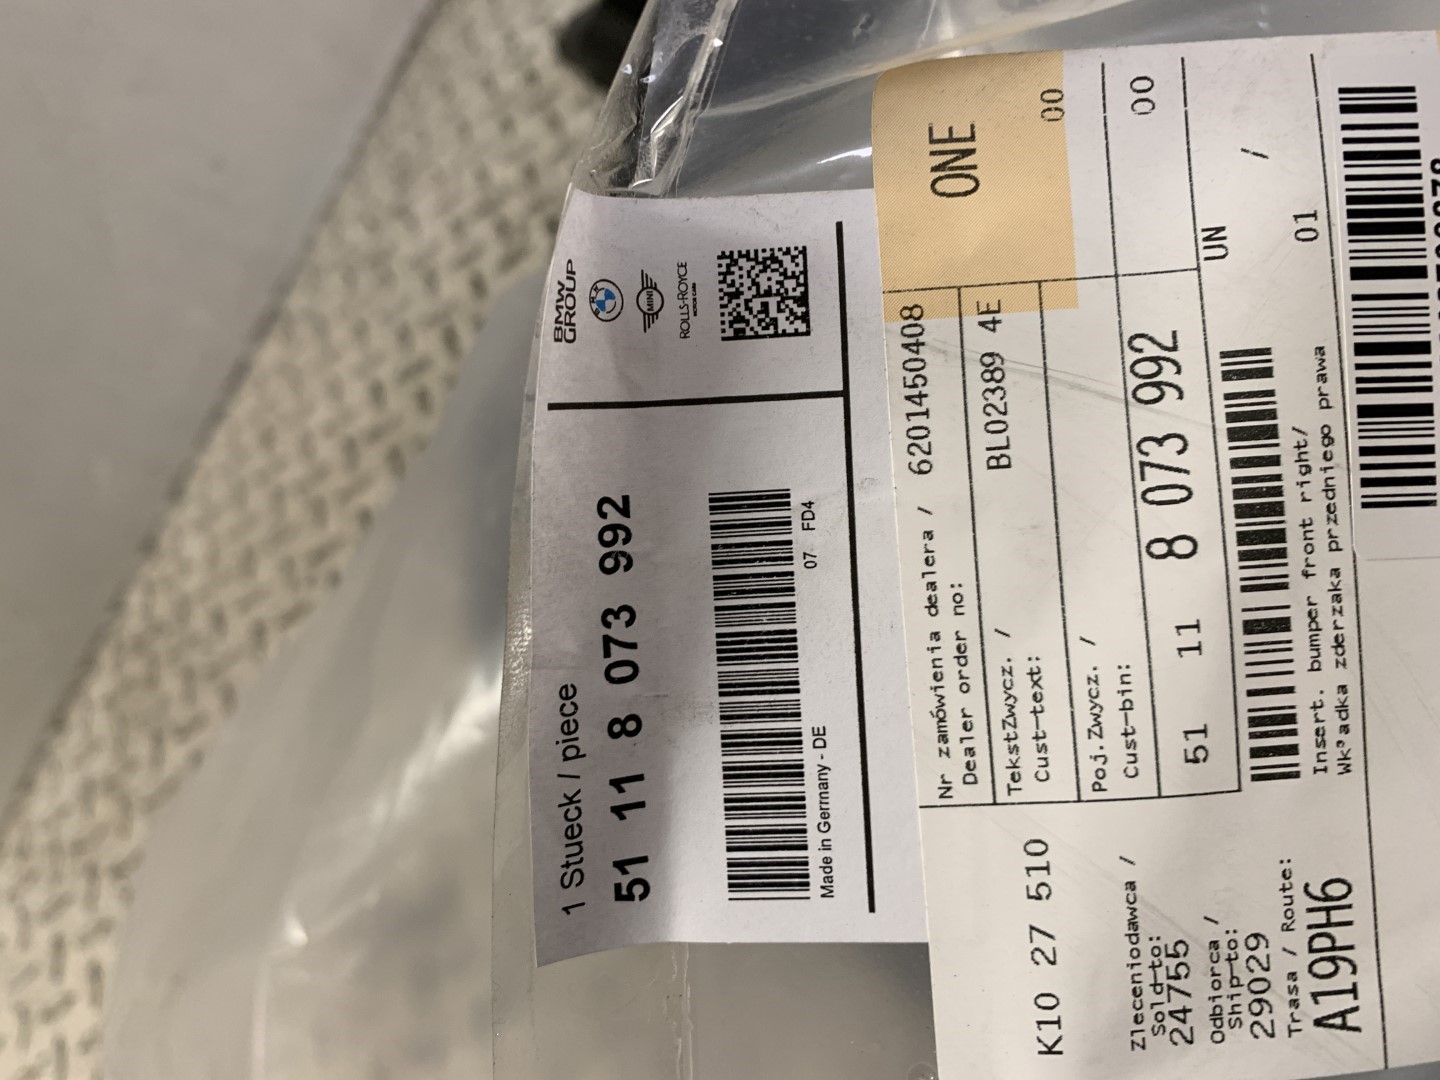 1 Stueck / piece
51 11 8 073 992
07 FD4
Made in Germany - DE
BMW
GROUP
MINI
ROLLS-ROYCE
MOTOR CARS
ONE
Nr zamówienia dealera / 6201450408
Dealer order no:
00
TekstZwycz. / BL02389 4E
Cust-text:
Poj.Zwycz. / 00
Cust-bin:
51 11 8 073 992
UN /
Insert. bumper front right/ 01
Wk³adka zderzaka przedniego prawa
K10 27 510
Zleceniodawca /
Sold-to:
24755
Odbiorca /
Ship-to:
29029
Trasa / Route:
A19PH6